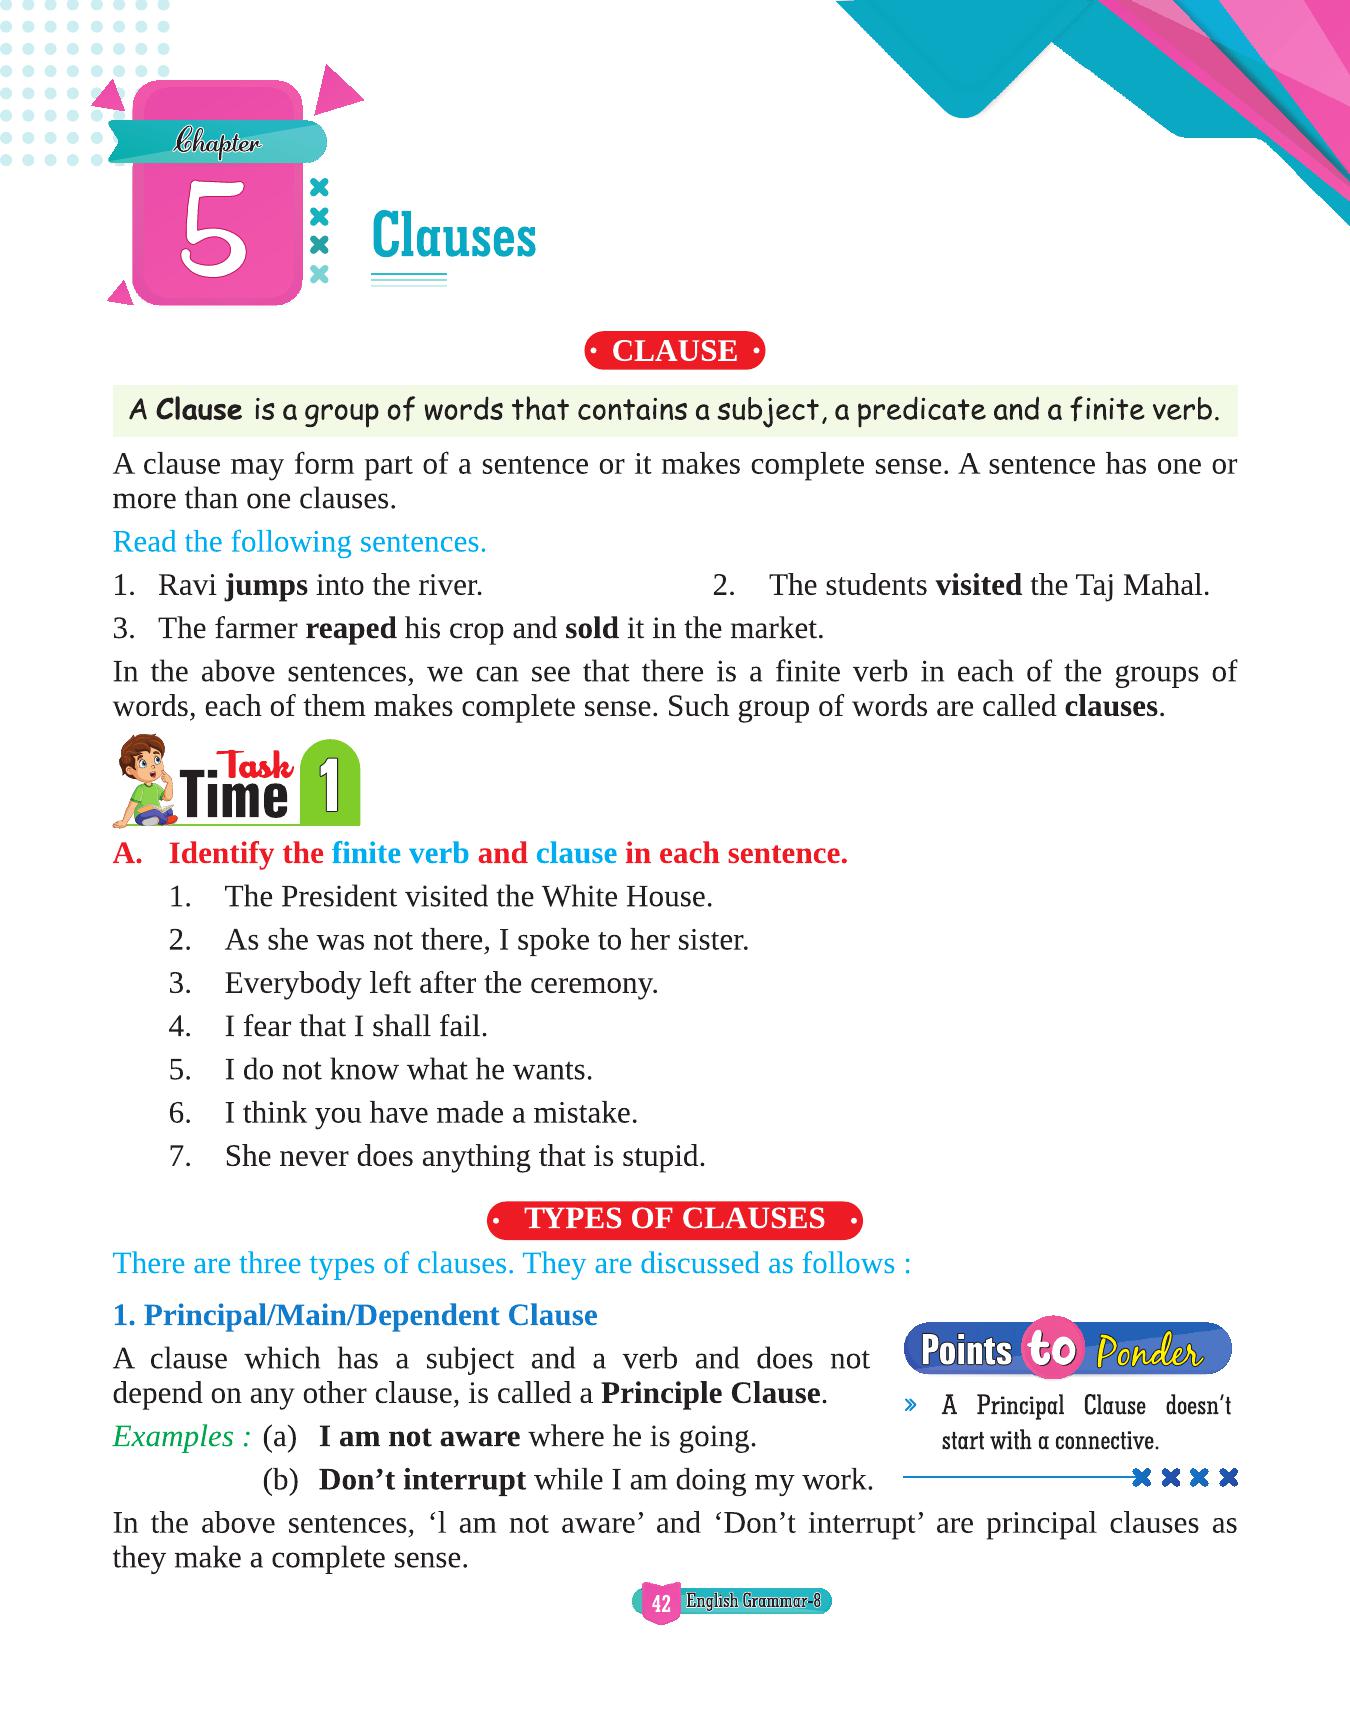 Chapter
5
Clauses
CLAUSE
A Clause is a group of words that contains a subject, a predicate and a finite verb.
A clause may form part of a sentence or it makes complete sense. A sentence has one or
more than one clauses.
Read the following sentences.
1. Ravi jumps into the river. 2. The students visited the Taj Mahal.
3. The farmer reaped his crop and sold it in the market.
In the above sentences, we can see that there is a finite verb in each of the groups of
words, each of them makes complete sense. Such group of words are called clauses.
Task
Time 1
A. Identify the finite verb and clause in each sentence.
1. The President visited the White House.
2. As she was not there, I spoke to her sister.
3. Everybody left after the ceremony.
4. I fear that I shall fail.
5. I do not know what he wants.
6. I think you have made a mistake.
7. She never does anything that is stupid.
TYPES OF CLAUSES
There are three types of clauses. They are discussed as follows :
1. Principal/Main/Dependent Clause
A clause which has a subject and a verb and does not
depend on any other clause, is called a Principle Clause.
Examples : (a) I am not aware where he is going.
(b) Don’t interrupt while I am doing my work.
Points to Ponder
» A Principal Clause doesn’t
start with a connective.
In the above sentences, ‘l am not aware’ and ‘Don’t interrupt’ are principal clauses as
they make a complete sense.
42 English Grammar-8